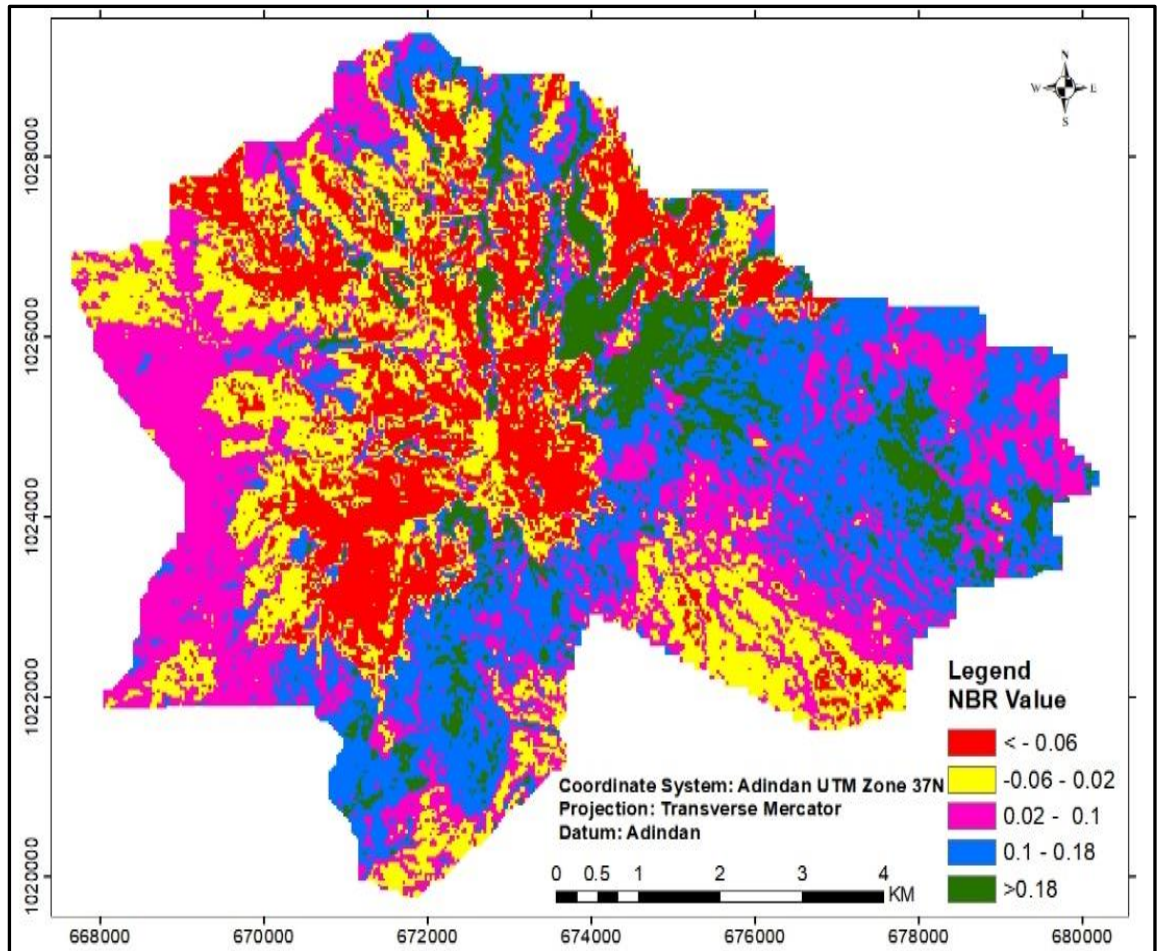 N
W E
S
1028000
1026000
1024000
1022000
1020000
Legend
NBR Value
< - 0.06
-0.06 - 0.02
0.02 - 0.1
0.1 - 0.18
>0.18
Coordinate System: Adindan UTM Zone 37N
Projection: Transverse Mercator
Datum: Adindan
0 0.5 1 2 3 4
KM
668000 670000 672000 674000 676000 678000 680000